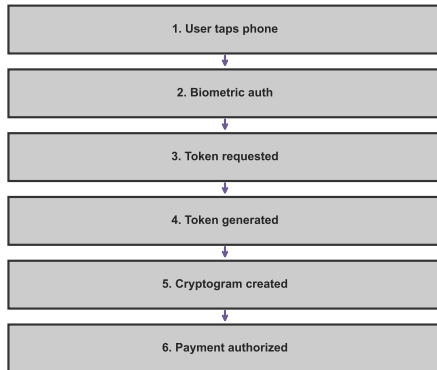 1. User taps phone
2. Biometric auth
3. Token requested
4. Token generated
5. Cryptogram created
6. Payment authorized